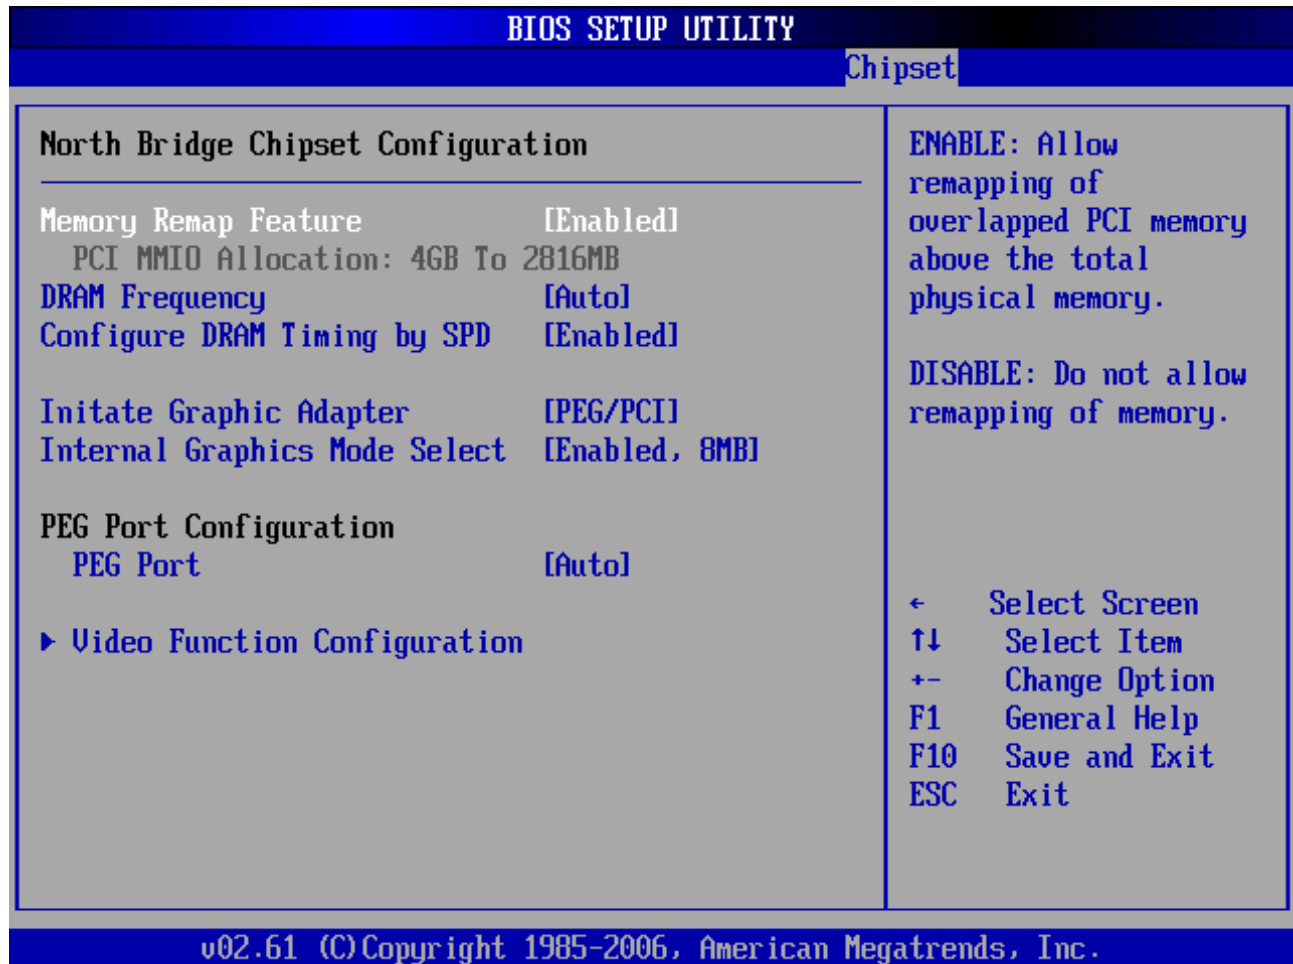 BIOS SETUP UTILITY
Chipset
North Bridge Chipset Configuration
Memory Remap Feature [Enabled]
PCI MMIO Allocation: 4GB To 2816MB
DRAM Frequency [Auto]
Configure DRAM Timing by SPD [Enabled]
Initate Graphic Adapter [PEG/PCI]
Internal Graphics Mode Select [Enabled, 8MB]
PEG Port Configuration
PEG Port [Auto]
▶ Video Function Configuration
ENABLE: Allow
remapping of
overlapped PCI memory
above the total
physical memory.
DISABLE: Do not allow
remapping of memory.
← Select Screen
↑↓ Select Item
+- Change Option
F1 General Help
F10 Save and Exit
ESC Exit
v02.61 (C)Copyright 1985-2006, American Megatrends, Inc.